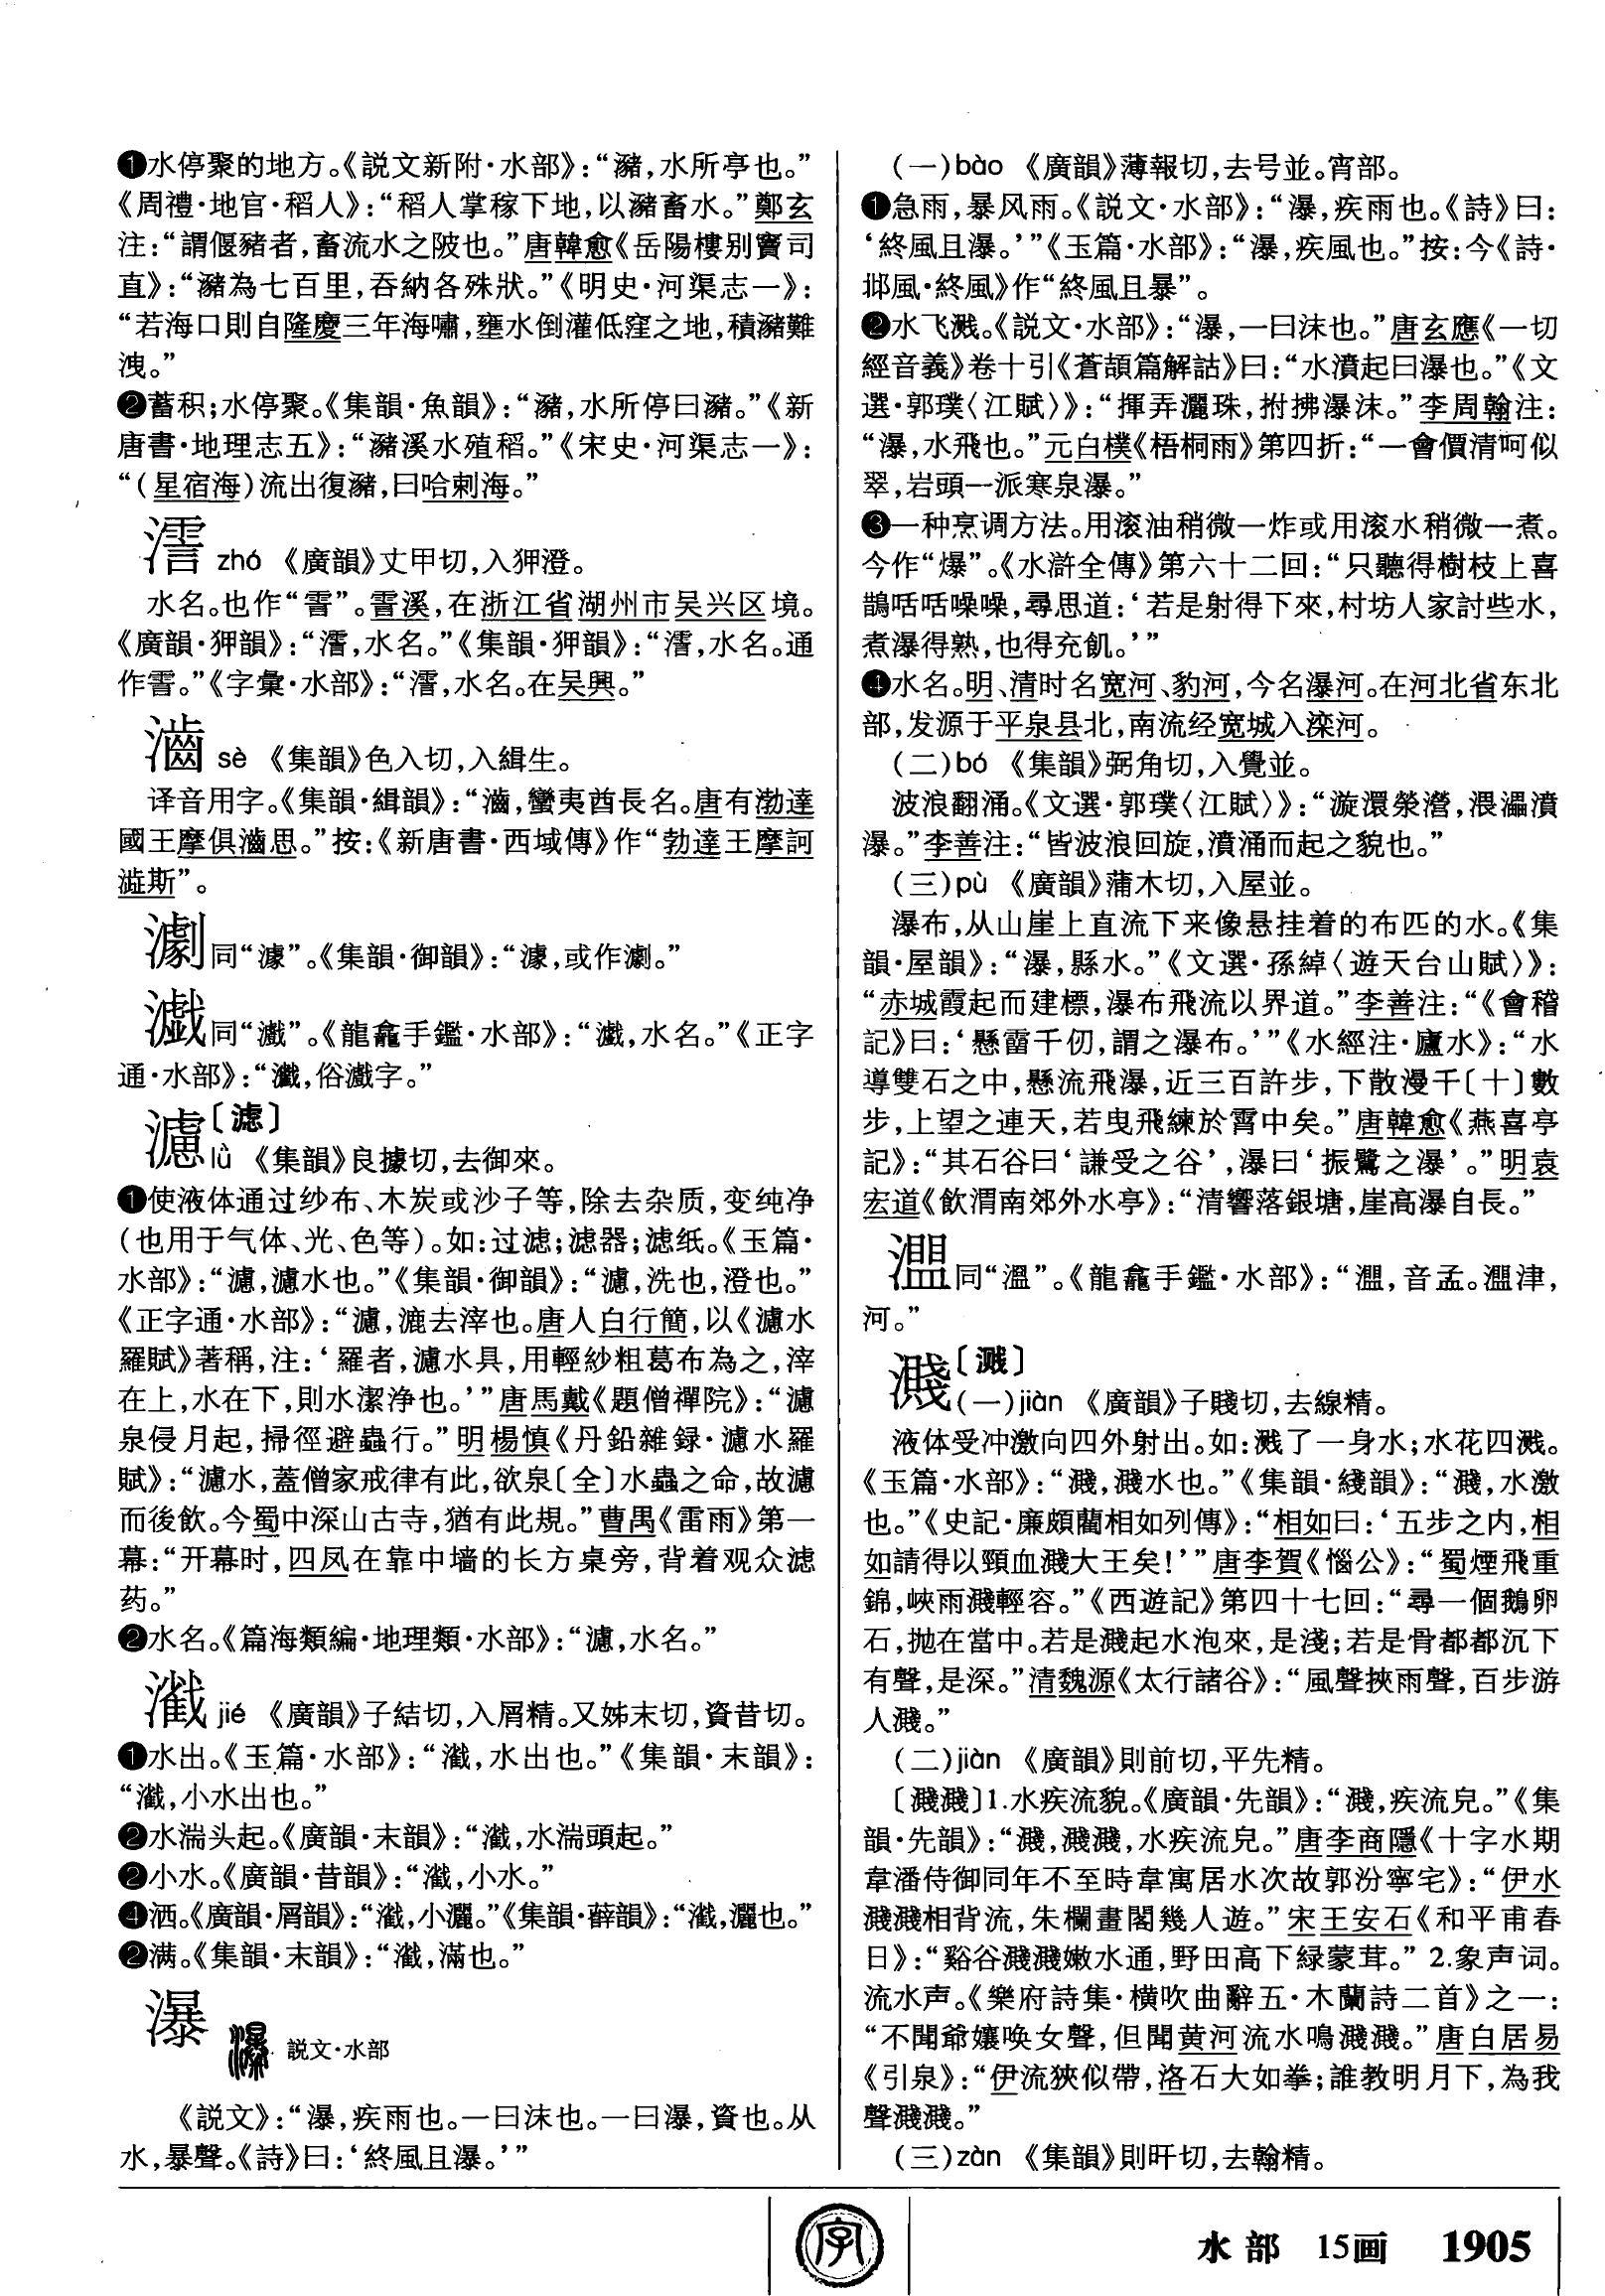 ❶水停聚的地方。《説文新附·水部》：“瀦，水所亭也。”
《周禮·地官·稻人》：“稻人掌稼下地，以瀦畜水。”鄭玄
注：“謂偃豬者，畜流水之陂也。”唐韓愈《岳陽樓别竇司
直》：“瀦為七百里，吞納各殊狀。”《明史·河渠志一》：
“若海口則自隆慶三年海嘯，壅水倒灌低窪之地，積瀦難
洩。”
❷蓄积；水停聚。《集韻·魚韻》：“瀦，水所停曰瀦。”《新
唐書·地理志五》：“瀦溪水殖稻。”《宋史·河渠志一》：
“（星宿海）流出復瀦，曰哈剌海。”
zhá 《廣韻》丈甲切，入狎澄。
水名。也作“霅”。霅溪，在浙江省湖州市吴兴区境。
《廣韻·狎韻》：“澝，水名。”《集韻·狎韻》：“，水名。通
作霅。”《字彙·水部》：“，水名。在吴興。”
sè 《集韻》色入切，入緝生。
译音用字。《集韻·緝韻》：“，蠻夷酋長名。唐有渤達
國王摩俱思。”按：《新唐書·西域傳》作“勃達王摩訶
澁斯”。
同“澽”。《集韻·御韻》：“澽，或作㶂。”
同“瀐”。《龍龕手鑑·水部》：“，水名。”《正字
通·水部》：“，俗字。”
濾〔滤〕
lǜ 《集韻》良據切，去御來。
❶使液体通过纱布、木炭或沙子等，除去杂质，变纯净
（也用于气体、光、色等）。如：过滤；滤器；滤纸。《玉篇·
水部》：“濾，濾水也。”《集韻·御韻》：“濾，洗也，澄也。”
《正字通·水部》：“濾，漉去滓也。唐人白行簡，以《濾水
羅賦》著稱，注：‘羅者，濾水具，用輕紗粗葛布為之，滓
在上，水在下，則水潔浄也。’”唐馬戴《題僧禪院》：“濾
泉侵月起，掃徑避蟲行。”明楊慎《丹鉛雜録·濾水羅
賦》：“濾水，蓋僧家戒律有此，欲泉〔全〕水蟲之命，故濾
而後飲。今蜀中深山古寺，猶有此規。”曹禺《雷雨》第一
幕：“开幕时，四凤在靠中墙的长方桌旁，背着观众滤
药。”
❷水名。《篇海類編·地理類·水部》：“濾，水名。”
瀐 jié 《廣韻》子結切，入屑精。又姊末切，資昔切。
❶水出。《玉篇·水部》：“，水出也。”《集韻·末韻》：
“，小水出也。”
❷水湍头起。《廣韻·末韻》：“，水湍頭起。”
❷小水。《廣韻·昔韻》：“，小水。”
❹洒。《廣韻·屑韻》：“，小灑。”《集韻·薛韻》：“，灑也。”
❷满。《集韻·末韻》：“，滿也。”
瀑 説文·水部
《説文》：“瀑，疾雨也。一曰沫也。一曰瀑，資也。从
水，暴聲。《詩》曰：‘終風且瀑。’”
（一）bào 《廣韻》薄報切，去号並。宵部。
❶急雨，暴风雨。《説文·水部》：“瀑，疾雨也。《詩》曰：
‘終風且瀑。’”《玉篇·水部》：“瀑，疾風也。”按：今《詩·
邶風·終風》作“終風且暴”。
❷水飞溅。《説文·水部》：“瀑，一曰沫也。”唐玄應《一切
經音義》卷十引《蒼頡篇解詁》曰：“水濆起曰瀑也。”《文
選·郭璞〈江賦〉》：“揮弄灑珠，拊拂瀑沫。”李周翰注：
“瀑，水飛也。”元白樸《梧桐雨》第四折：“一會價清呵似
翠，岩頭一派寒泉瀑。”
❸一种烹调方法。用滚油稍微一炸或用滚水稍微一煮。
今作“爆”。《水滸全傳》第六十二回：“只聽得樹枝上喜
鵲咶咶噪噪，尋思道：‘若是射得下來，村坊人家討些水，
煮瀑得熟，也得充飢。’”
❹水名。明、清时名宽河、豹河，今名瀑河。在河北省东北
部，发源于平泉县北，南流经宽城入滦河。
（二）bó 《集韻》弼角切，入覺並。
波浪翻涌。《文選·郭璞〈江賦〉》：“漩澴滎瀯，渨㵽濆
瀑。”李善注：“皆波浪回旋，濆涌而起之貌也。”
（三）pù 《廣韻》蒲木切，入屋並。
瀑布，从山崖上直流下来像悬挂着的布匹的水。《集
韻·屋韻》：“瀑，縣水。”《文選·孫綽〈遊天台山賦〉》：
“赤城霞起而建標，瀑布飛流以界道。”李善注：“《會稽
記》曰：‘懸霤千仞，謂之瀑布。’”《水經注·廬水》：“水
導雙石之中，懸流飛瀑，近三百許步，下散漫千〔十〕數
步，上望之連天，若曳飛練於霄中矣。”唐韓愈《燕喜亭
記》：“其石谷曰‘謙受之谷’，瀑曰‘振鷺之瀑’。”明袁
宏道《飲渭南郊外水亭》：“清響落銀塘，崖高瀑自長。”
同“溫”。《龍龕手鑑·水部》：“，音孟。津，
河。”
濺〔溅〕
（一）jiàn 《廣韻》子賤切，去線精。
液体受冲激向四外射出。如：溅了一身水；水花四溅。
《玉篇·水部》：“濺，濺水也。”《集韻·綫韻》：“濺，水激
也。”《史記·廉頗藺相如列傳》：“相如曰：‘五步之内，相
如請得以頸血濺大王矣！’”唐李賀《惱公》：“蜀煙飛重
錦，峽雨濺輕容。”《西遊記》第四十七回：“尋一個鵝卵
石，抛在當中。若是濺起水泡來，是淺；若是骨都都沉下
有聲，是深。”清魏源《太行諸谷》：“風聲挾雨聲，百步游
人濺。”
（二）jiàn 《廣韻》則前切，平先精。
〔濺濺〕1.水疾流貌。《廣韻·先韻》：“濺，疾流皃。”《集
韻·先韻》：“濺，濺濺，水疾流皃。”唐李商隱《十字水期
韋潘侍御同年不至時韋寓居水次故郭汾寧宅》：“伊水
濺濺相背流，朱欄畫閣幾人遊。”宋王安石《和平甫春
日》：“谿谷濺濺嫩水通，野田高下緑蒙茸。” 2.象声词。
流水声。《樂府詩集·横吹曲辭五·木蘭詩二首》之一：
“不聞爺孃唤女聲，但聞黄河流水鳴濺濺。”唐白居易
《引泉》：“伊流狹似帶，洛石大如拳；誰教明月下，為我
聲濺濺。”
（三）zàn 《集韻》則旰切，去翰精。
字
水部 15画 1905